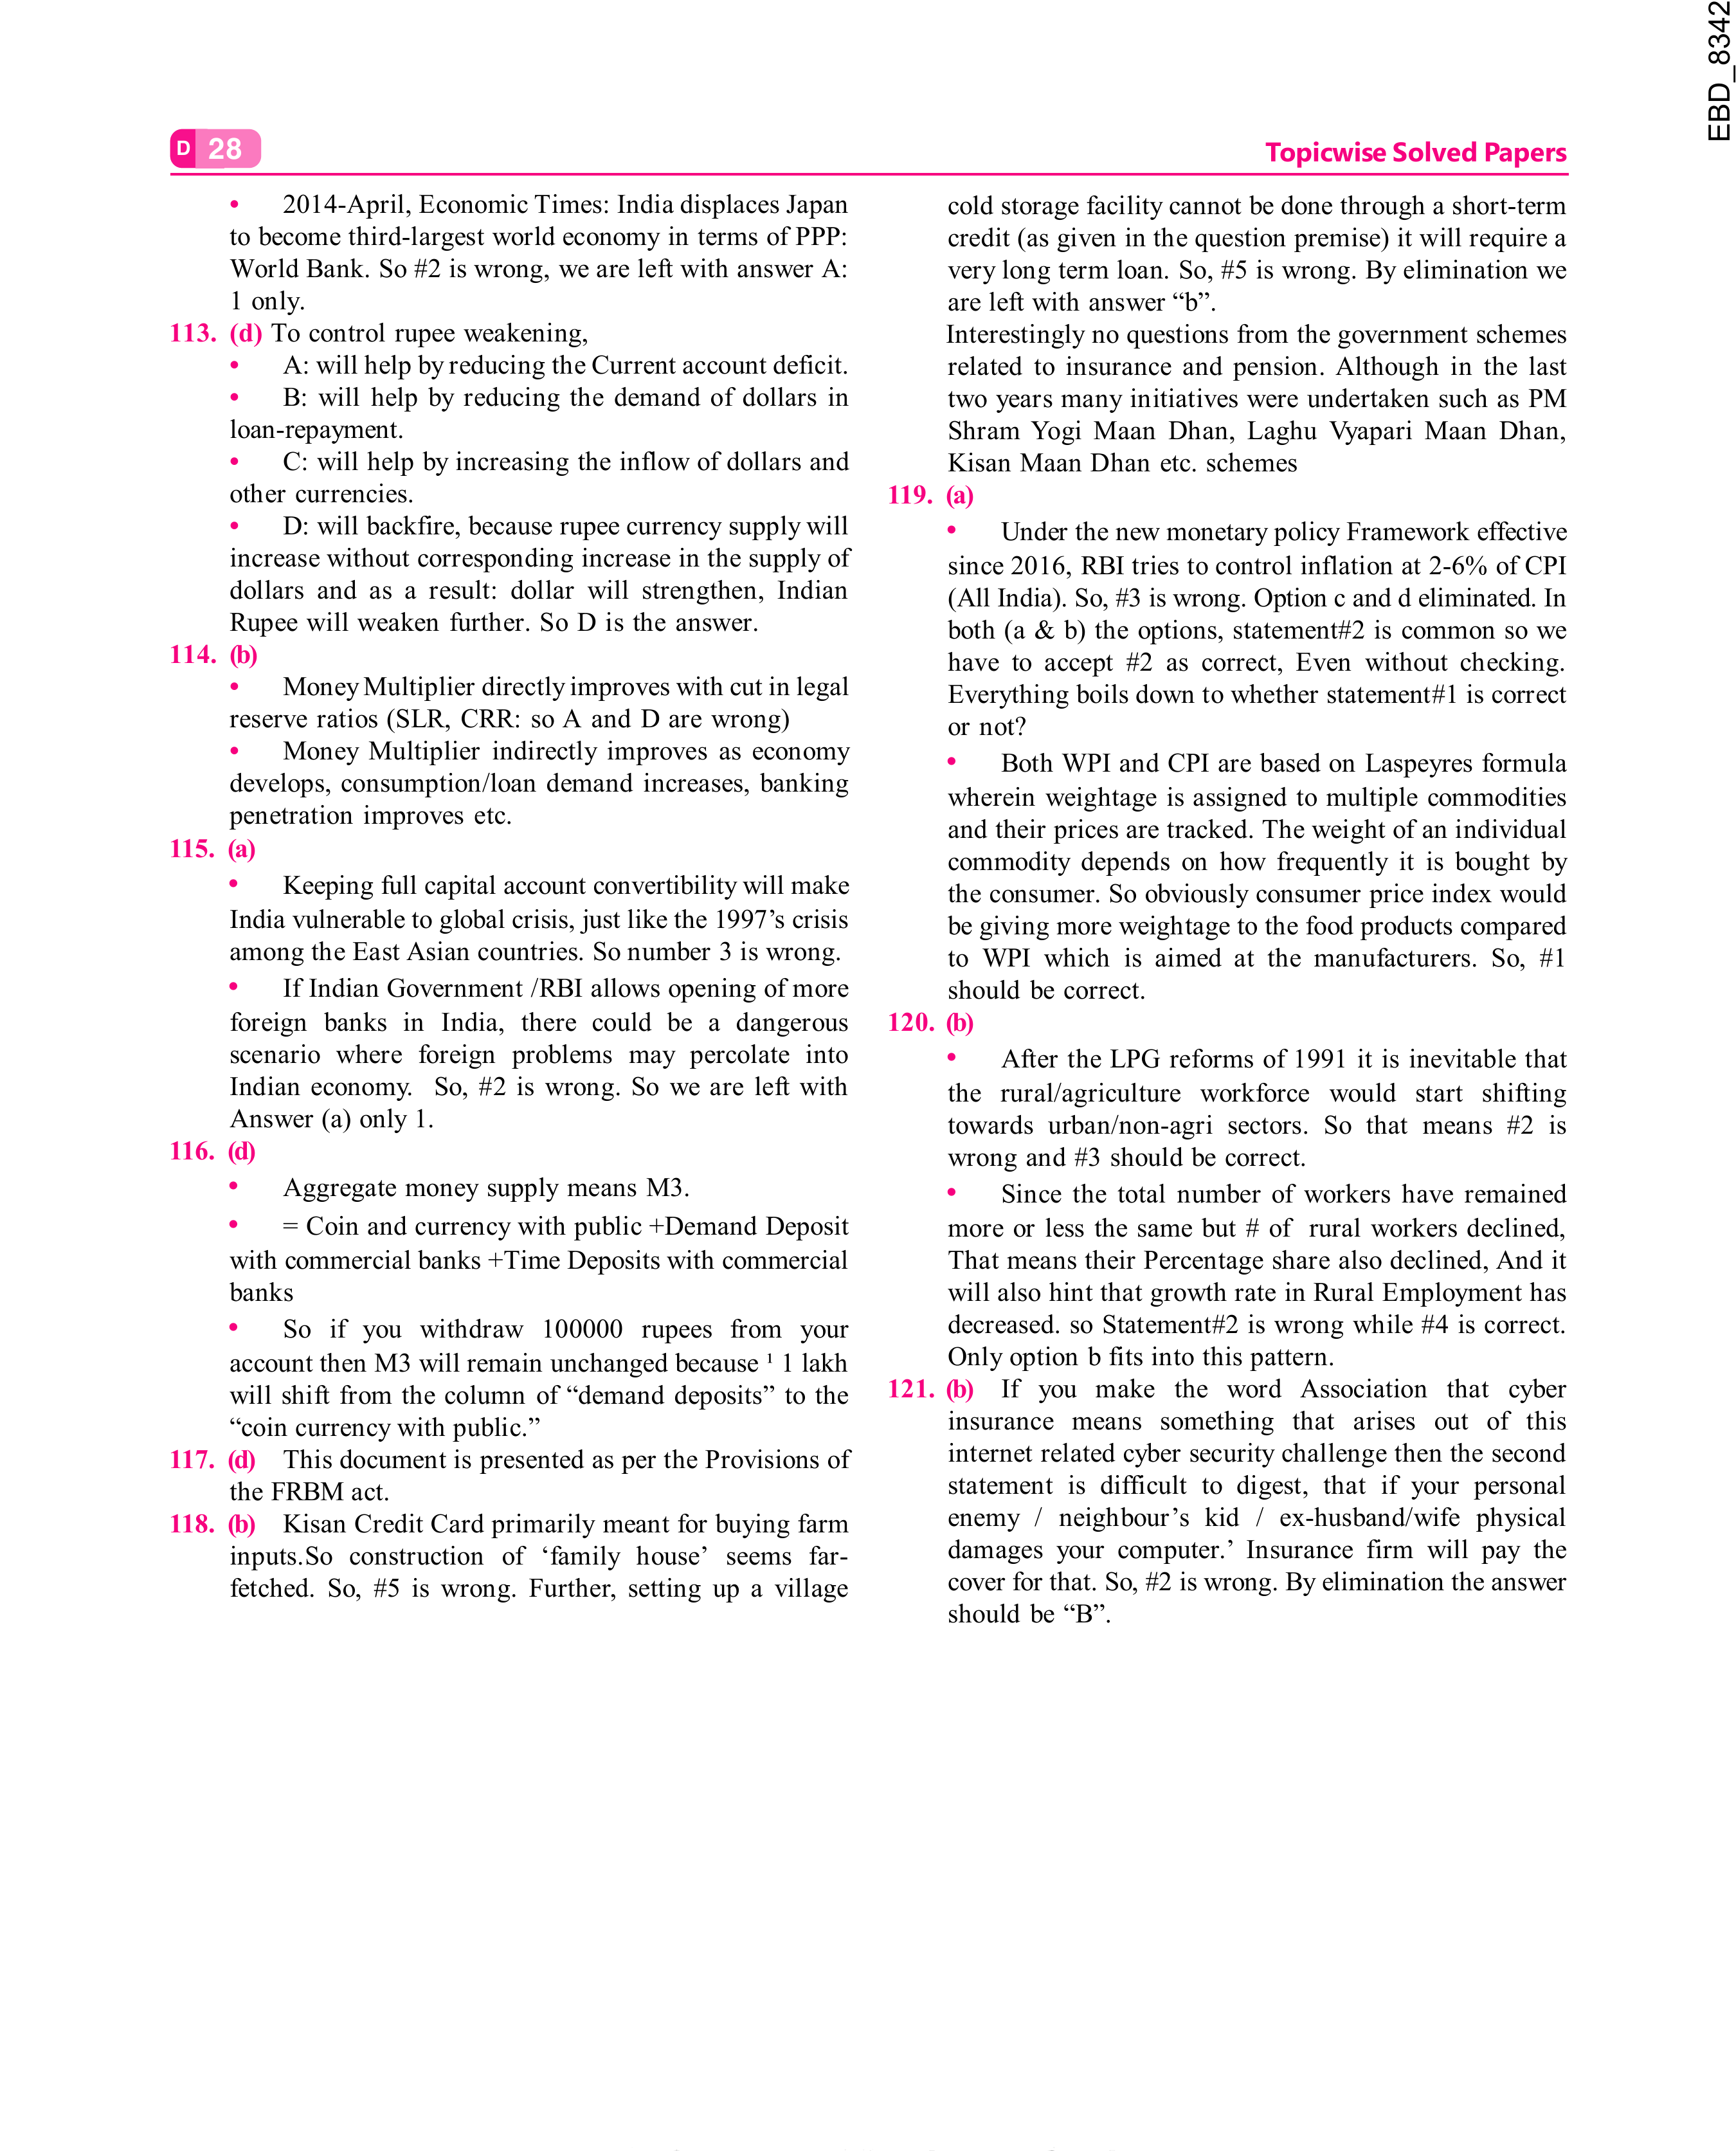 EBD_8342
D 28
Topicwise Solved Papers
• 2014-April, Economic Times: India displaces Japan
to become third-largest world economy in terms of PPP:
World Bank. So #2 is wrong, we are left with answer A:
1 only.
113. (d) To control rupee weakening,
• A: will help by reducing the Current account deficit.
• B: will help by reducing the demand of dollars in
loan-repayment.
• C: will help by increasing the inflow of dollars and
other currencies.
• D: will backfire, because rupee currency supply will
increase without corresponding increase in the supply of
dollars and as a result: dollar will strengthen, Indian
Rupee will weaken further. So D is the answer.
114. (b)
• Money Multiplier directly improves with cut in legal
reserve ratios (SLR, CRR: so A and D are wrong)
• Money Multiplier indirectly improves as economy
develops, consumption/loan demand increases, banking
penetration improves etc.
115. (a)
• Keeping full capital account convertibility will make
India vulnerable to global crisis, just like the 1997’s crisis
among the East Asian countries. So number 3 is wrong.
• If Indian Government /RBI allows opening of more
foreign banks in India, there could be a dangerous
scenario where foreign problems may percolate into
Indian economy. So, #2 is wrong. So we are left with
Answer (a) only 1.
116. (d)
• Aggregate money supply means M3.
• = Coin and currency with public +Demand Deposit
with commercial banks +Time Deposits with commercial
banks
• So if you withdraw 100000 rupees from your
account then M3 will remain unchanged because ¹ 1 lakh
will shift from the column of “demand deposits” to the
“coin currency with public.”
117. (d) This document is presented as per the Provisions of
the FRBM act.
118. (b) Kisan Credit Card primarily meant for buying farm
inputs.So construction of ‘family house’ seems far-
fetched. So, #5 is wrong. Further, setting up a village
cold storage facility cannot be done through a short-term
credit (as given in the question premise) it will require a
very long term loan. So, #5 is wrong. By elimination we
are left with answer “b”.
Interestingly no questions from the government schemes
related to insurance and pension. Although in the last
two years many initiatives were undertaken such as PM
Shram Yogi Maan Dhan, Laghu Vyapari Maan Dhan,
Kisan Maan Dhan etc. schemes
119. (a)
• Under the new monetary policy Framework effective
since 2016, RBI tries to control inflation at 2-6% of CPI
(All India). So, #3 is wrong. Option c and d eliminated. In
both (a & b) the options, statement#2 is common so we
have to accept #2 as correct, Even without checking.
Everything boils down to whether statement#1 is correct
or not?
• Both WPI and CPI are based on Laspeyres formula
wherein weightage is assigned to multiple commodities
and their prices are tracked. The weight of an individual
commodity depends on how frequently it is bought by
the consumer. So obviously consumer price index would
be giving more weightage to the food products compared
to WPI which is aimed at the manufacturers. So, #1
should be correct.
120. (b)
• After the LPG reforms of 1991 it is inevitable that
the rural/agriculture workforce would start shifting
towards urban/non-agri sectors. So that means #2 is
wrong and #3 should be correct.
• Since the total number of workers have remained
more or less the same but # of rural workers declined,
That means their Percentage share also declined, And it
will also hint that growth rate in Rural Employment has
decreased. so Statement#2 is wrong while #4 is correct.
Only option b fits into this pattern.
121. (b) If you make the word Association that cyber
insurance means something that arises out of this
internet related cyber security challenge then the second
statement is difficult to digest, that if your personal
enemy / neighbour’s kid / ex-husband/wife physical
damages your computer.’ Insurance firm will pay the
cover for that. So, #2 is wrong. By elimination the answer
should be “B”.